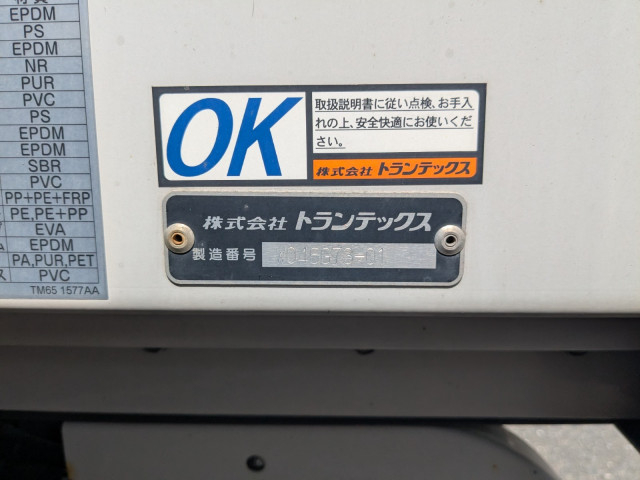 EPDM
PS
EPDM
NR
PUR
PVC
PS
EPDM
EPDM
SBR
PVC
PP+PE+FRP
PE,PE+PP
EVA
EPDM
PA,PUR,PET
PVC
TM65 1577AA
OK
取扱説明書に従い点検、お手入
れの上、安全快適にお使いくだ
さい。
株式会社 トランテックス
株式会社 トランテックス
製造番号